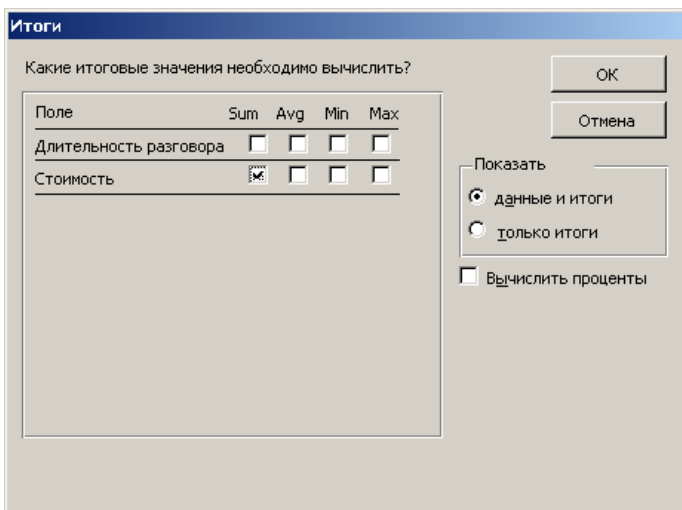 Итоги
Какие итоговые значения необходимо вычислить?
OK
Отмена
Поле Sum Avg Min Max
Длительность разговора
Стоимость
Показать
данные и итоги
только итоги
Вычислить проценты